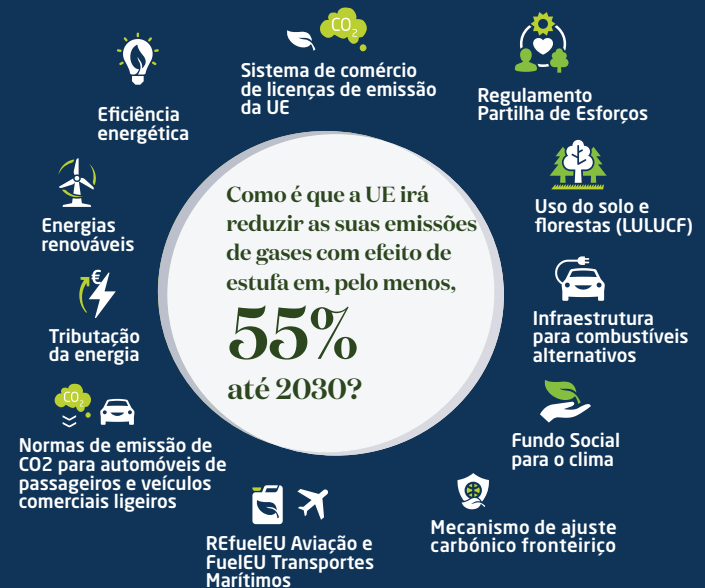 CO2
Sistema de comércio
de licenças de emissão
da UE
Regulamento
Partilha de Esforços
Uso do solo e
florestas (LULUCF)
Infraestrutura
para combustíveis
alternativos
Fundo Social
para o clima
Mecanismo de ajuste
carbónico fronteiriço
REfuelEU Aviação e
FuelEU Transportes
Marítimos
CO2
Normas de emissão de
CO2 para automóveis de
passageiros e veículos
comerciais ligeiros
€
Tributação
da energia
Energias
renováveis
Eficiência
energética
Como é que a UE irá
reduzir as suas emissões
de gases com efeito de
estufa em, pelo menos,
55%
até 2030?